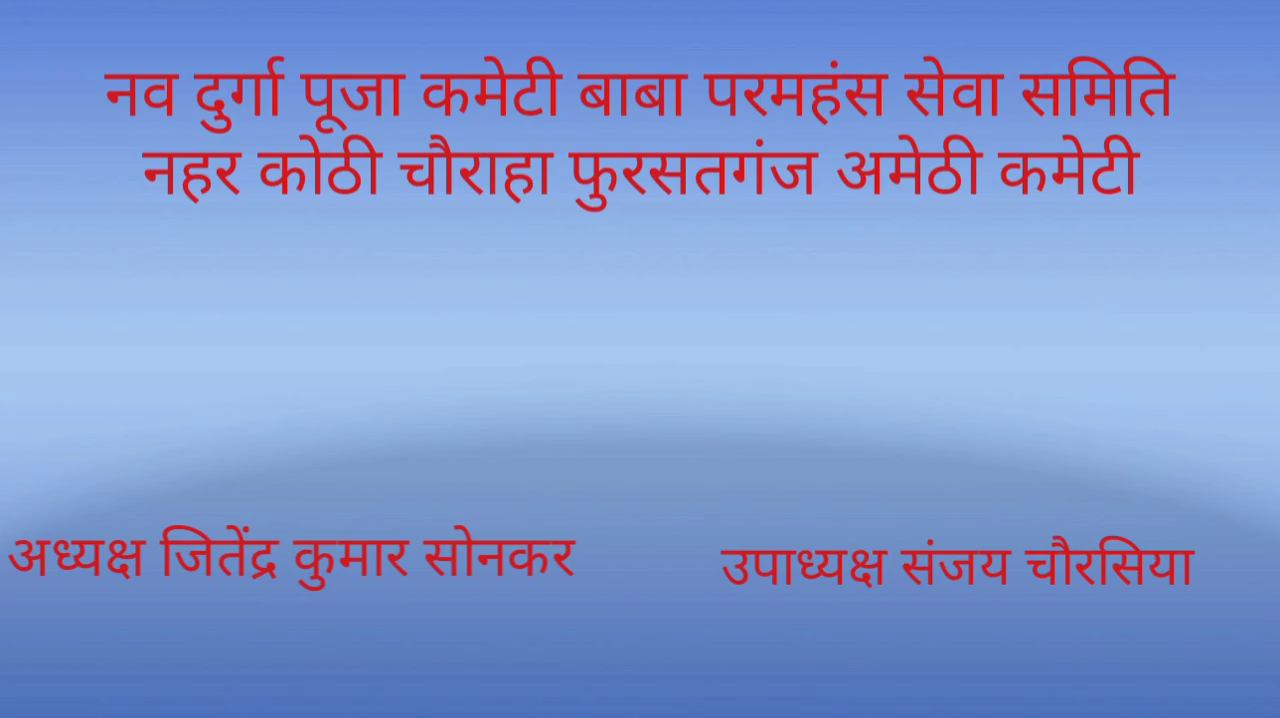 नव दुर्गा पूजा कमेटी बाबा परमहंस सेवा समिति
नहर कोठी चौराहा फुरसतगंज अमेठी कमेटी
अध्यक्ष जितेंद्र कुमार सोनकर
उपाध्यक्ष संजय चौरसिया